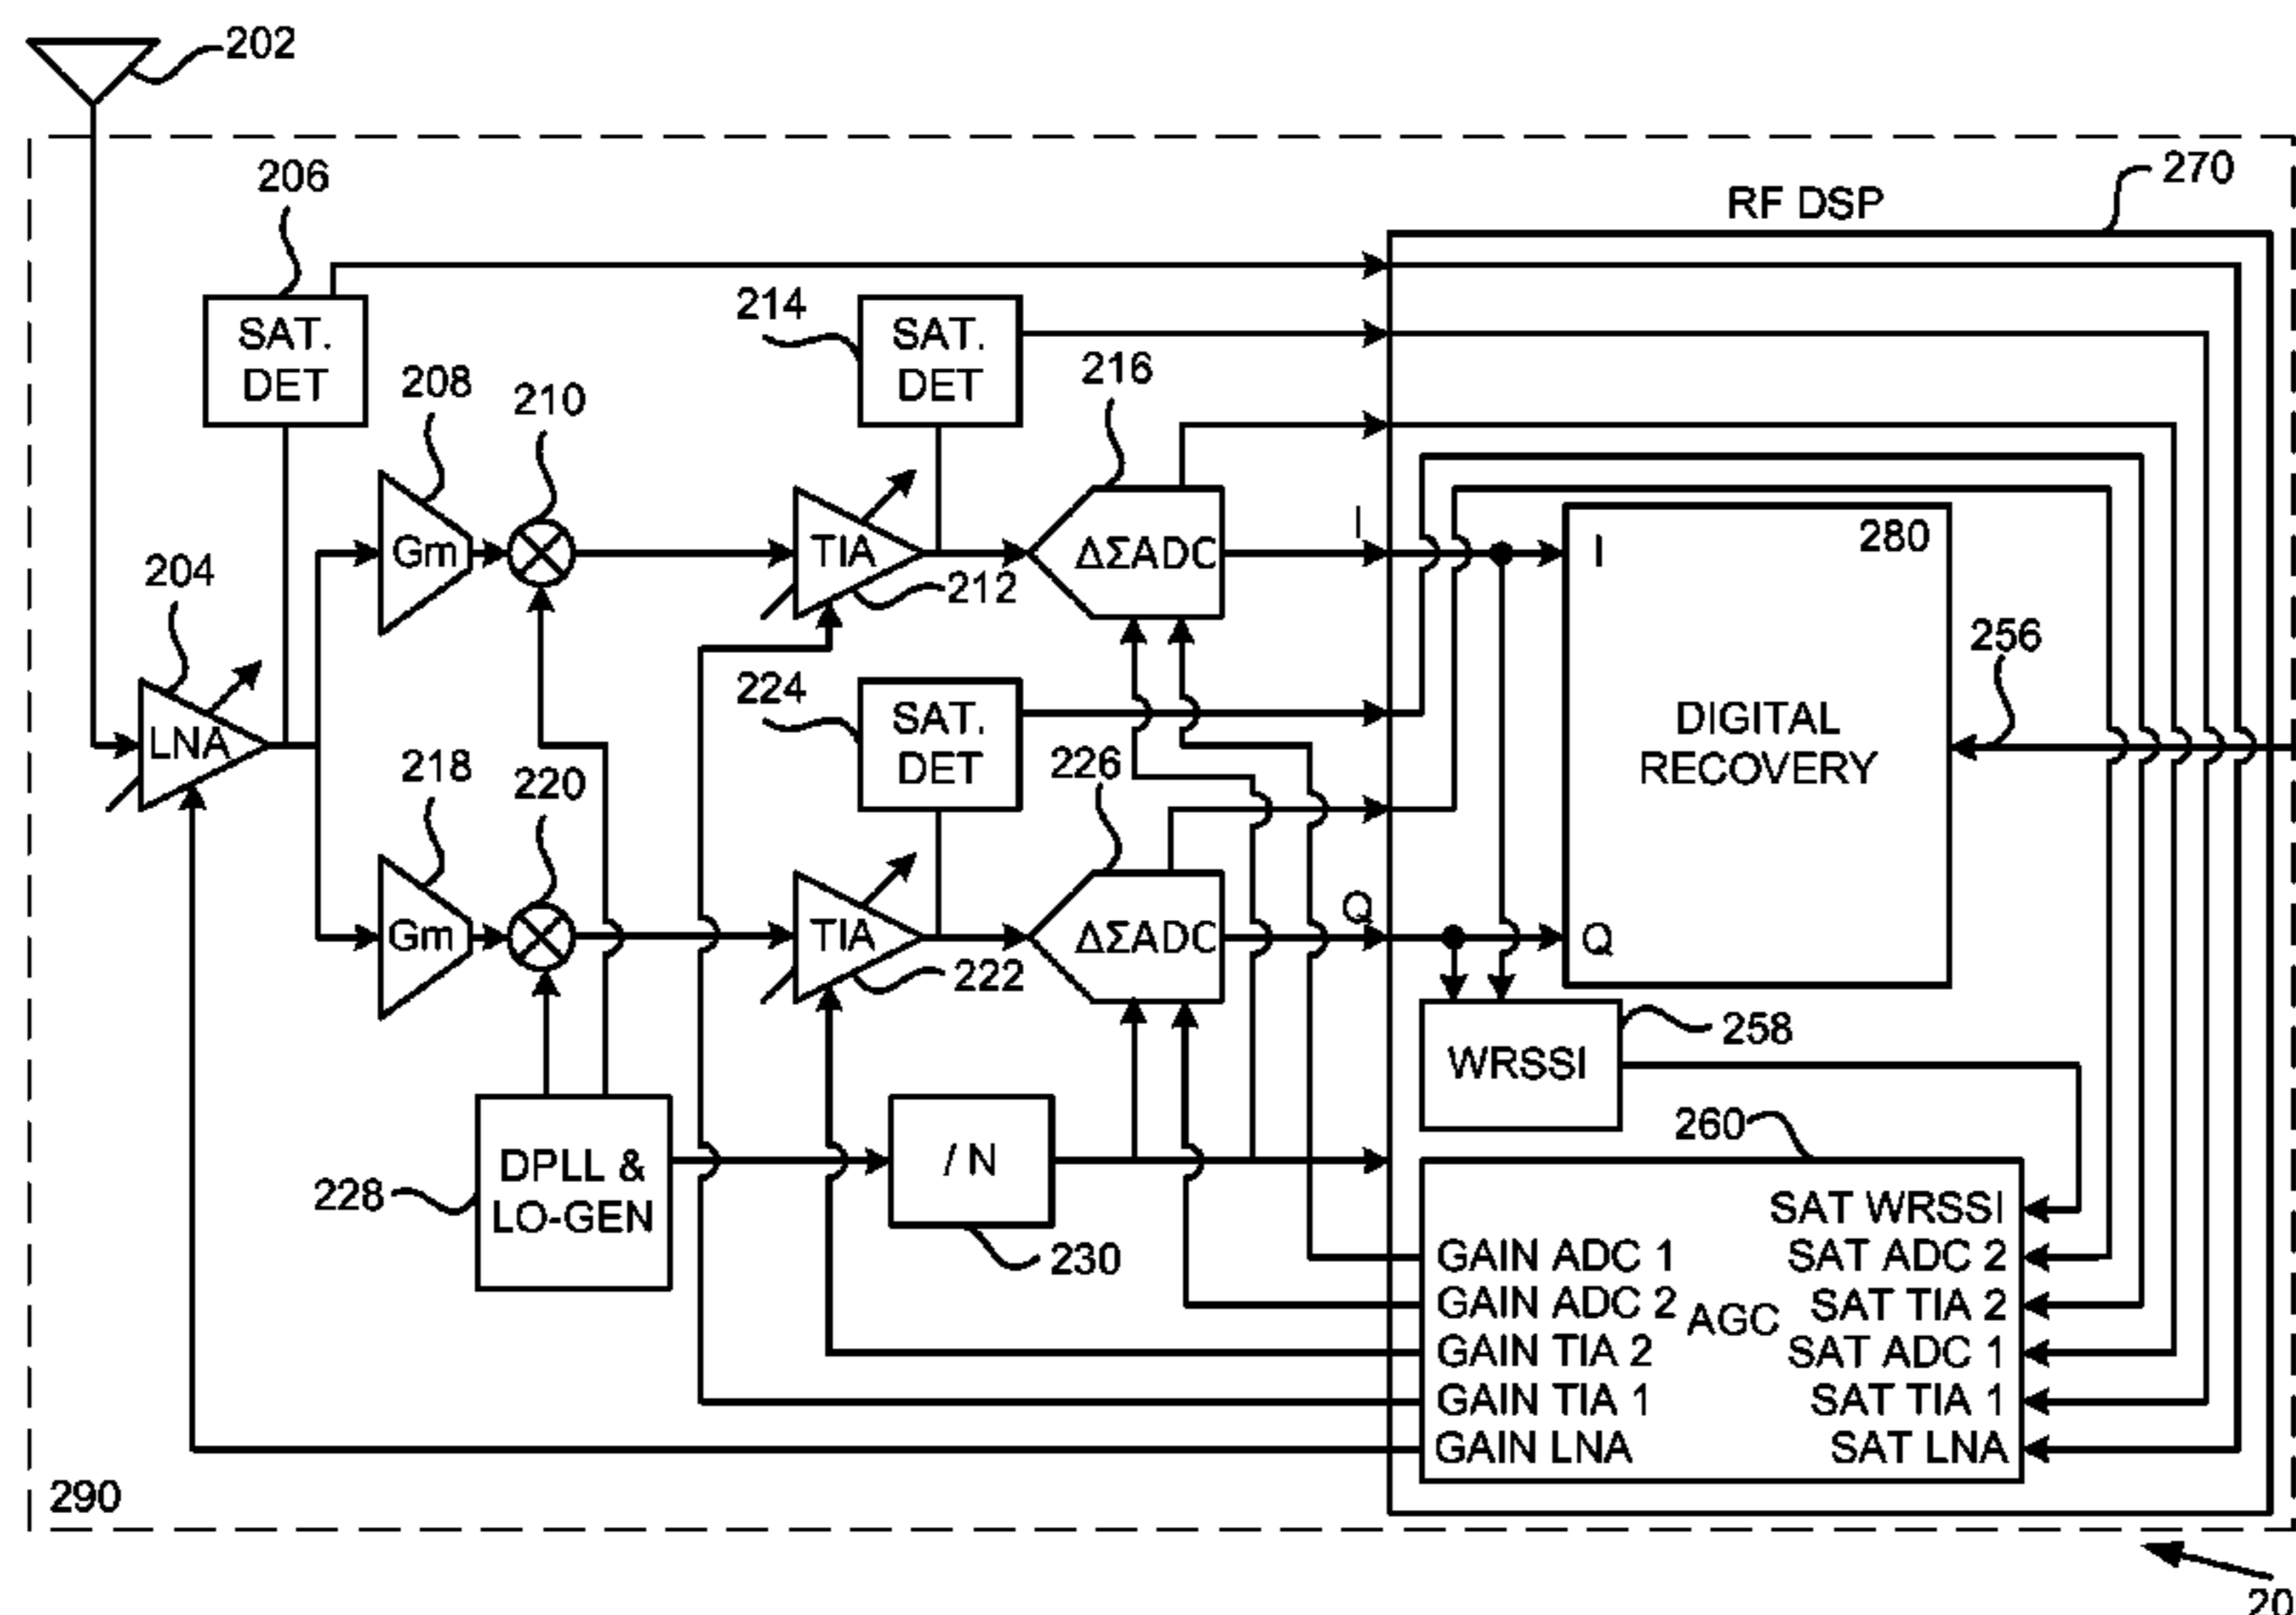 202
206
270
RF DSP
SAT.
DET
214
SAT.
DET
208
210
216
Gm
TIA
ΔΣADC
I
I
280
204
212
256
224
SAT.
DET
DIGITAL
RECOVERY
LNA
218
220
226
Gm
TIA
ΔΣADC
Q
Q
222
258
WRSSI
260
DPLL &
LO-GEN
/ N
228
230
SAT WRSSI
GAIN ADC 1
SAT ADC 2
GAIN ADC 2
AGC
SAT TIA 2
GAIN TIA 2
SAT ADC 1
GAIN TIA 1
SAT TIA 1
GAIN LNA
SAT LNA
290
20